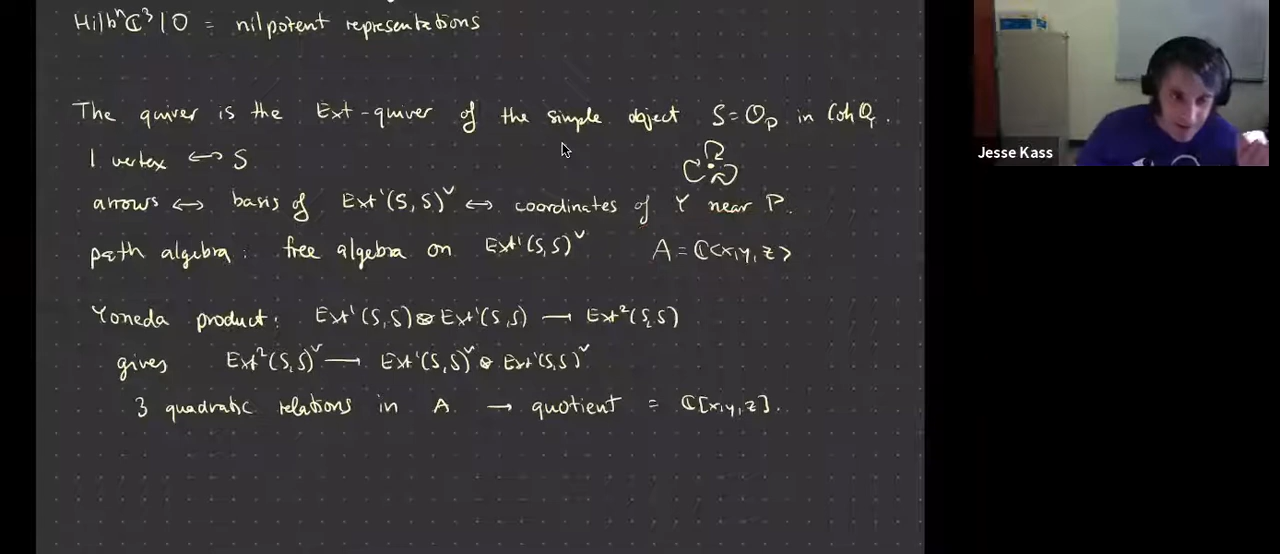 Hilbⁿℂ³|0 = nilpotent representations
The quiver is the Ext-quiver of the simple object S=𝒪ₚ in Coh 𝒪ᵧ.
1 vertex ⟷ S
arrows ⟷ basis of Ext¹(S,S)ᵛ ⟷ coordinates of Y near P.
path algebra: free algebra on Ext¹(S,S)ᵛ A=ℂ<x,y,z>
Yoneda product: Ext¹(S,S)⊗Ext¹(S,S) ⟶ Ext²(S,S)
gives Ext²(S,S)ᵛ ⟶ Ext¹(S,S)ᵛ⊗Ext¹(S,S)ᵛ
3 quadratic relations in A → quotient = ℂ[x,y,z].
Jesse Kass